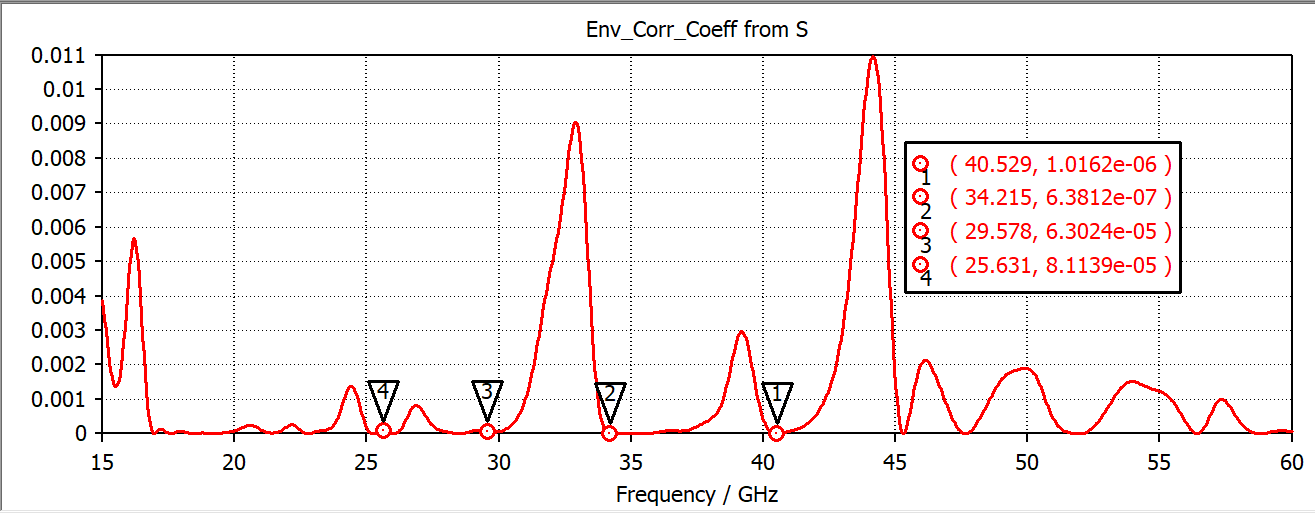 Env_Corr_Coeff from S
0.011
0.01
0.009
0.008
0.007
0.006
0.005
0.004
0.003
0.002
0.001
0
4
3
2
1
( 40.529, 1.0162e-06 )
1
( 34.215, 6.3812e-07 )
2
( 29.578, 6.3024e-05 )
3
( 25.631, 8.1139e-05 )
4
15 20 25 30 35 40 45 50 55 60
Frequency / GHz